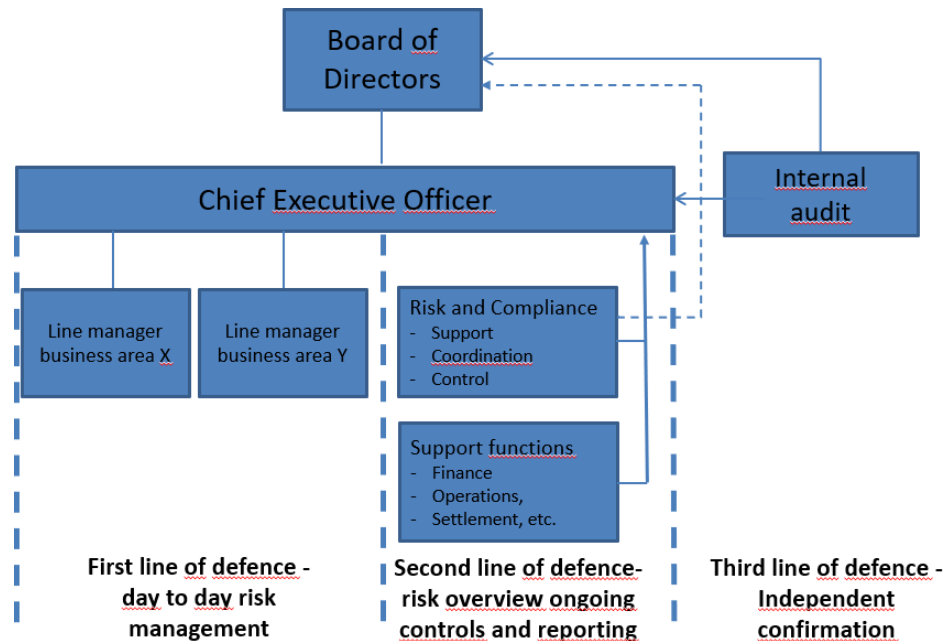 Board of
Directors
Chief Executive Officer
Internal
audit
Line manager
business area X
Line manager
business area Y
Risk and Compliance
- Support
- Coordination
- Control
Support functions
- Finance
- Operations,
- Settlement, etc.
First line of defence -
day to day risk
management
Second line of defence-
risk overview ongoing
controls and reporting
Third line of defence -
Independent
confirmation